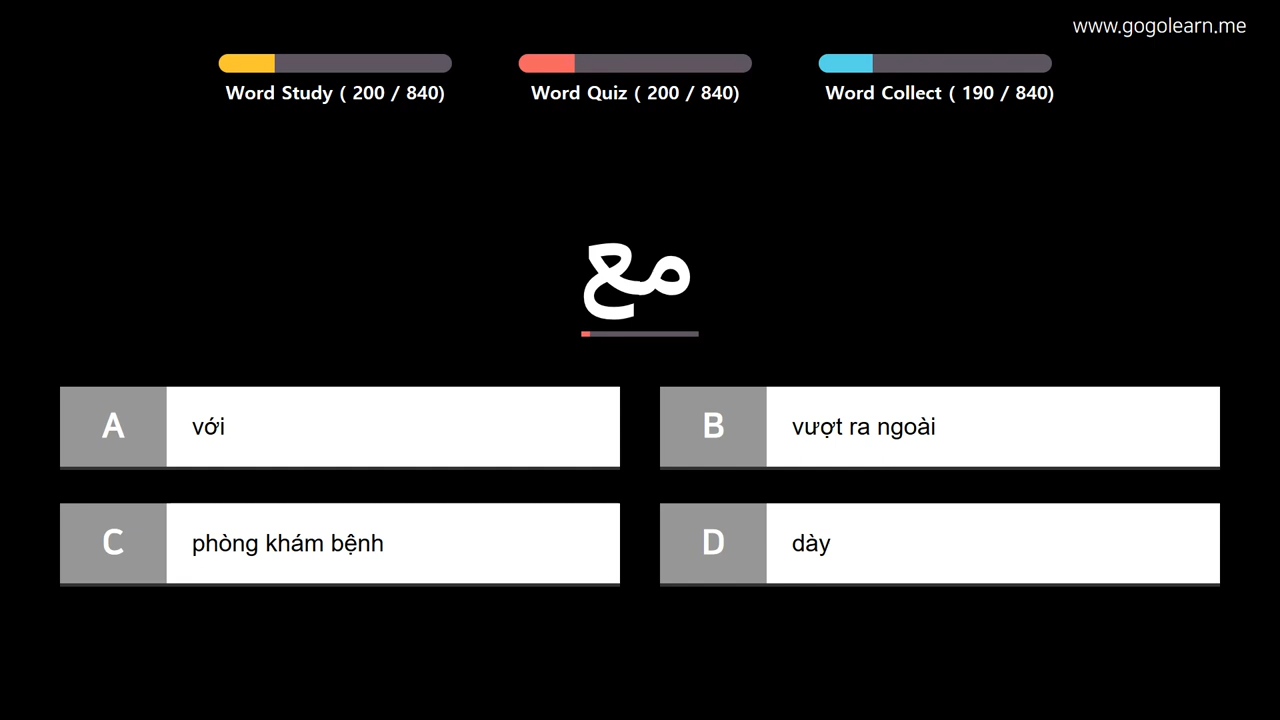 www.gogolearn.me
Word Study ( 200 / 840)
Word Quiz ( 200 / 840)
Word Collect ( 190 / 840)
مع
A
với
B
vượt ra ngoài
C
phòng khám bệnh
D
dày